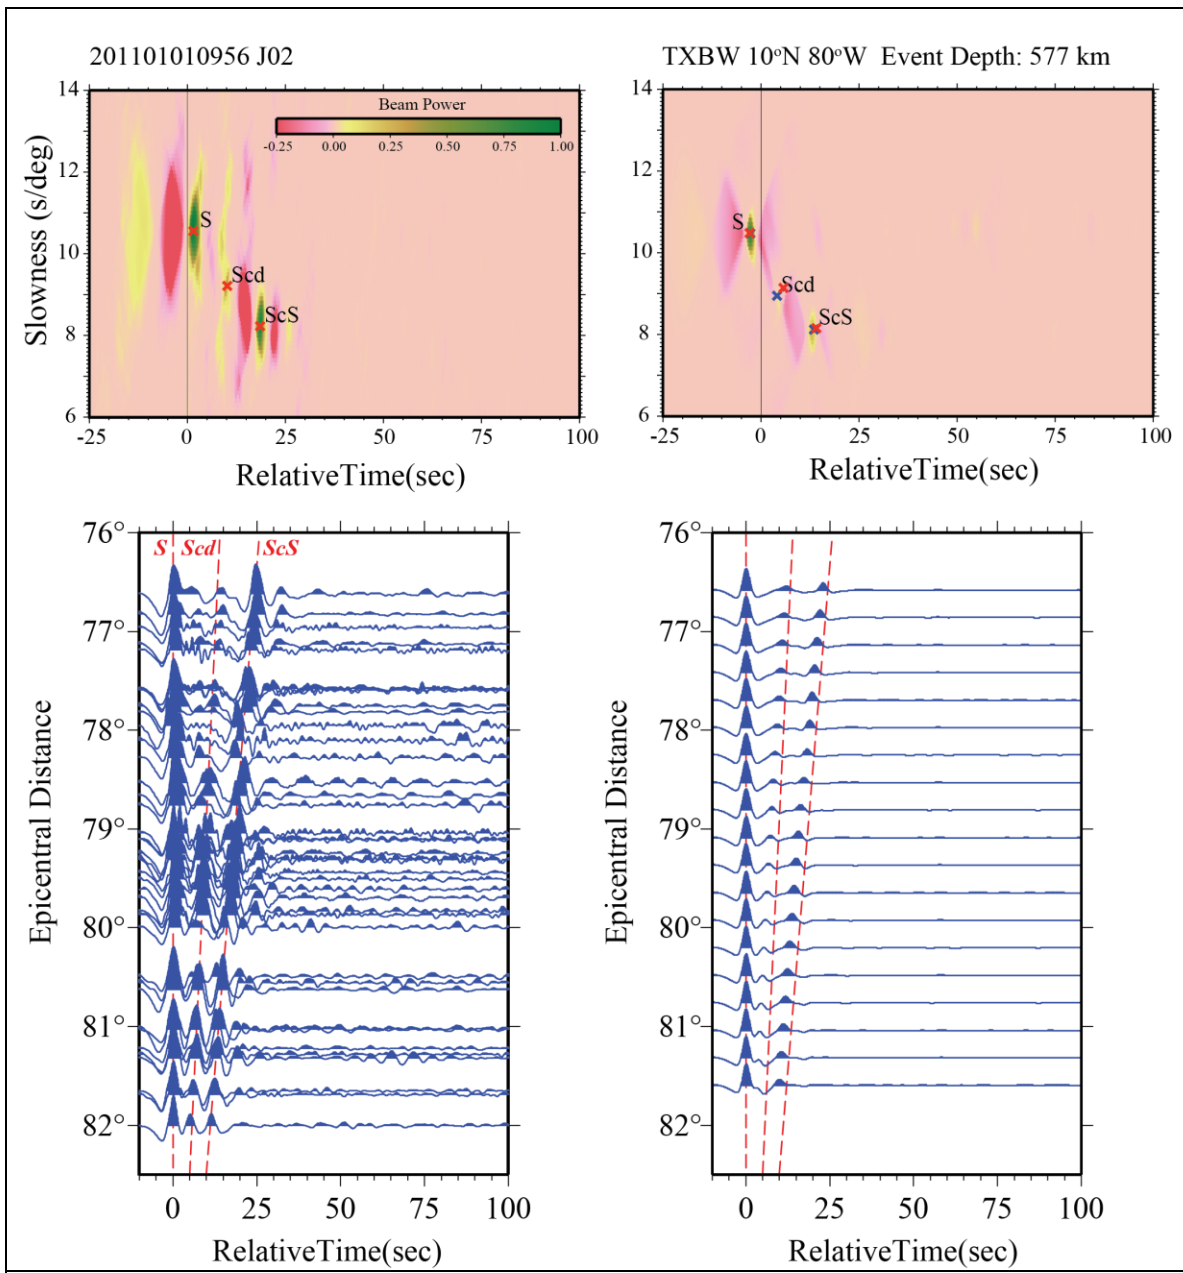 201101010956 J02
Beam Power
-0.25 0.00 0.25 0.50 0.75 1.00
Slowness (s/deg)
14
12
10
8
6
S
Scd
ScS
-25 0 25 50 75 100
RelativeTime(sec)
TXBW 10°N 80°W Event Depth: 577 km
14
12
10
8
6
S
Scd
ScS
-25 0 25 50 75 100
RelativeTime(sec)
Epicentral Distance
76°
77°
78°
79°
80°
81°
82°
S Scd ScS
0 25 50 75 100
RelativeTime(sec)
Epicentral Distance
76°
77°
78°
79°
80°
81°
82°
0 25 50 75 100
RelativeTime(sec)